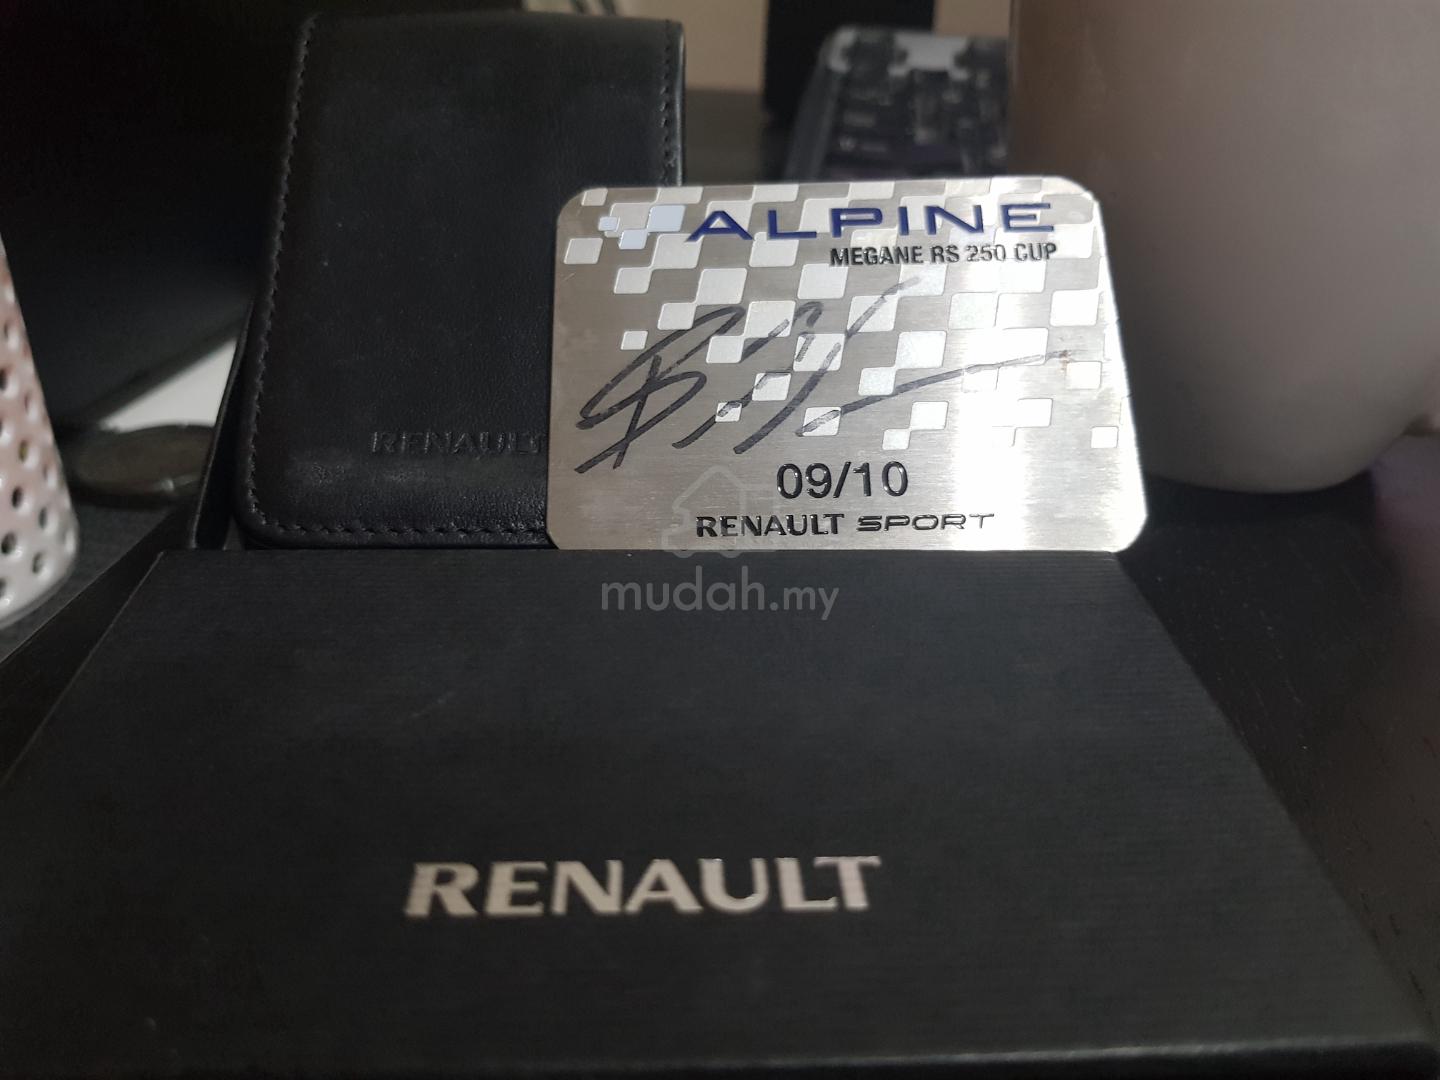 ALPINE
MEGANE RS 250 CUP
09/10
RENAULT SPORT
RENAULT
mudah.my
RENAULT